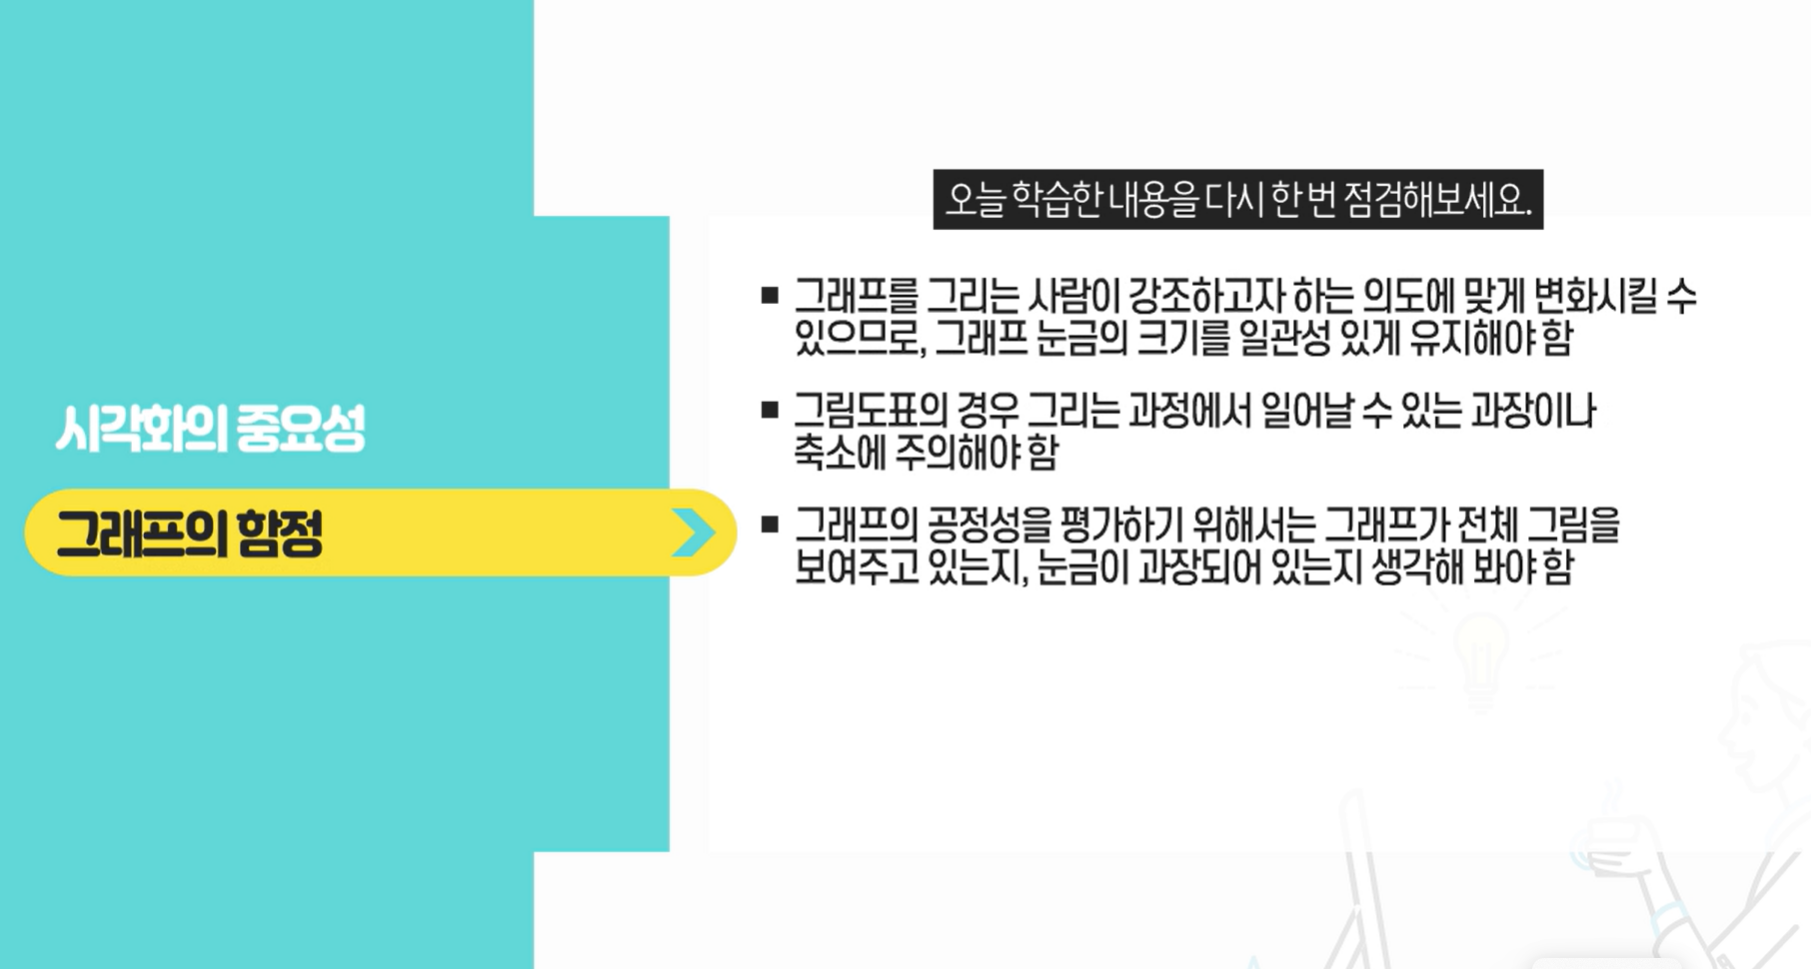 시각화의 중요성
그래프의 함정
오늘 학습한 내용을 다시 한 번 점검해보세요.
■ 그래프를 그리는 사람이 강조하고자 하는 의도에 맞게 변화시킬 수
있으므로, 그래프 눈금의 크기를 일관성 있게 유지해야 함
■ 그림도표의 경우 그리는 과정에서 일어날 수 있는 과장이나
축소에 주의해야 함
■ 그래프의 공정성을 평가하기 위해서는 그래프가 전체 그림을
보여주고 있는지, 눈금이 과장되어 있는지 생각해 봐야 함